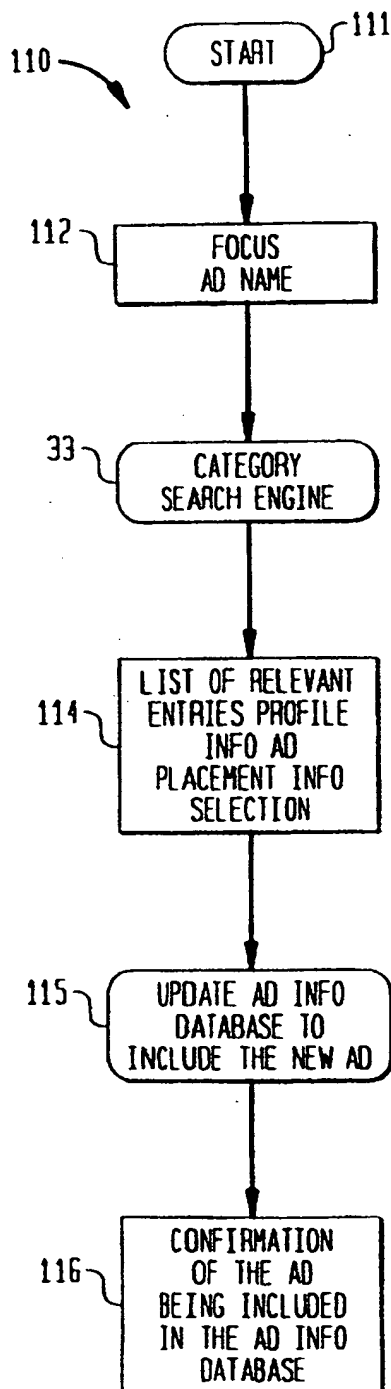 111
START
110
112
FOCUS
AD NAME
33
CATEGORY
SEARCH ENGINE
114
LIST OF RELEVANT
ENTRIES PROFILE
INFO AD
PLACEMENT INFO
SELECTION
115
UPDATE AD INFO
DATABASE TO
INCLUDE THE NEW AD
116
CONFIRMATION
OF THE AD
BEING INCLUDED
IN THE AD INFO
DATABASE